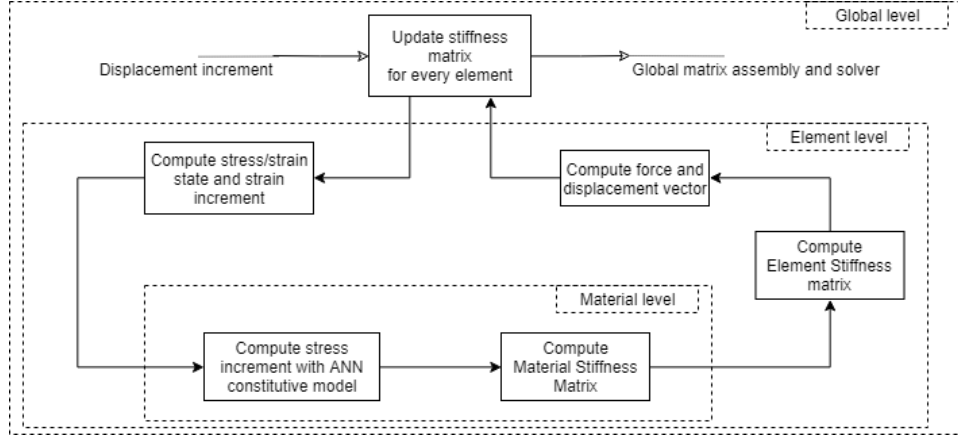 Global level
Update stiffness
matrix
for every element
Displacement increment
Global matrix assembly and solver
Element level
Compute stress/strain
state and strain
increment
Compute force and
displacement vector
Compute
Element Stiffness
matrix
Material level
Compute stress
increment with ANN
constitutive model
Compute
Material Stiffness
Matrix